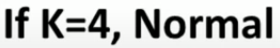 If K=4, Normal